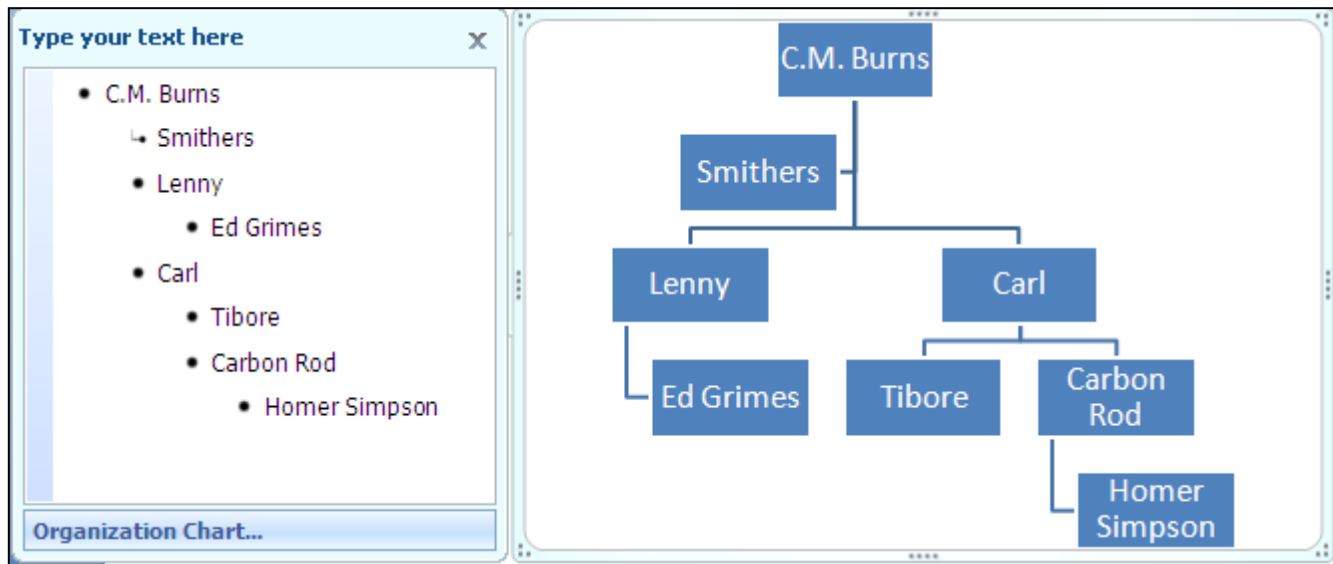 Type your text here
C.M. Burns
Smithers
Lenny
Ed Grimes
Carl
Tibore
Carbon Rod
Homer Simpson
Organization Chart...
C.M. Burns
Smithers
Lenny
Carl
Ed Grimes
Tibore
Carbon
Rod
Homer
Simpson